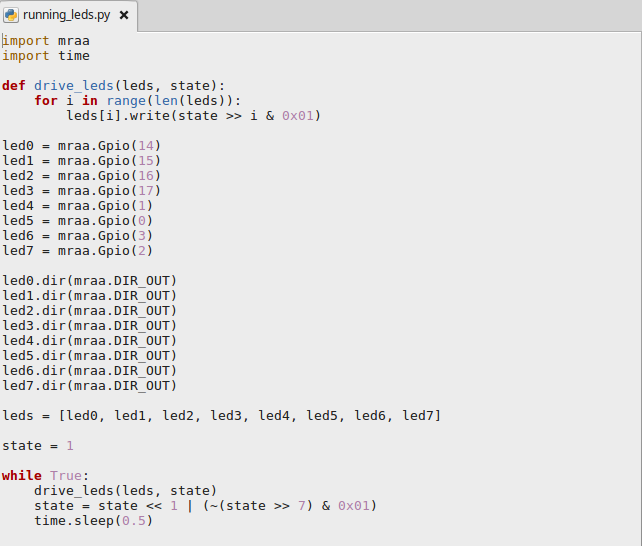 running_leds.py ×
import mraa
import time

def drive_leds(leds, state):
    for i in range(len(leds)):
        leds[i].write(state >> i & 0x01)

led0 = mraa.Gpio(14)
led1 = mraa.Gpio(15)
led2 = mraa.Gpio(16)
led3 = mraa.Gpio(17)
led4 = mraa.Gpio(1)
led5 = mraa.Gpio(0)
led6 = mraa.Gpio(3)
led7 = mraa.Gpio(2)

led0.dir(mraa.DIR_OUT)
led1.dir(mraa.DIR_OUT)
led2.dir(mraa.DIR_OUT)
led3.dir(mraa.DIR_OUT)
led4.dir(mraa.DIR_OUT)
led5.dir(mraa.DIR_OUT)
led6.dir(mraa.DIR_OUT)
led7.dir(mraa.DIR_OUT)

leds = [led0, led1, led2, led3, led4, led5, led6, led7]

state = 1

while True:
    drive_leds(leds, state)
    state = state << 1 | (~(state >> 7) & 0x01)
    time.sleep(0.5)